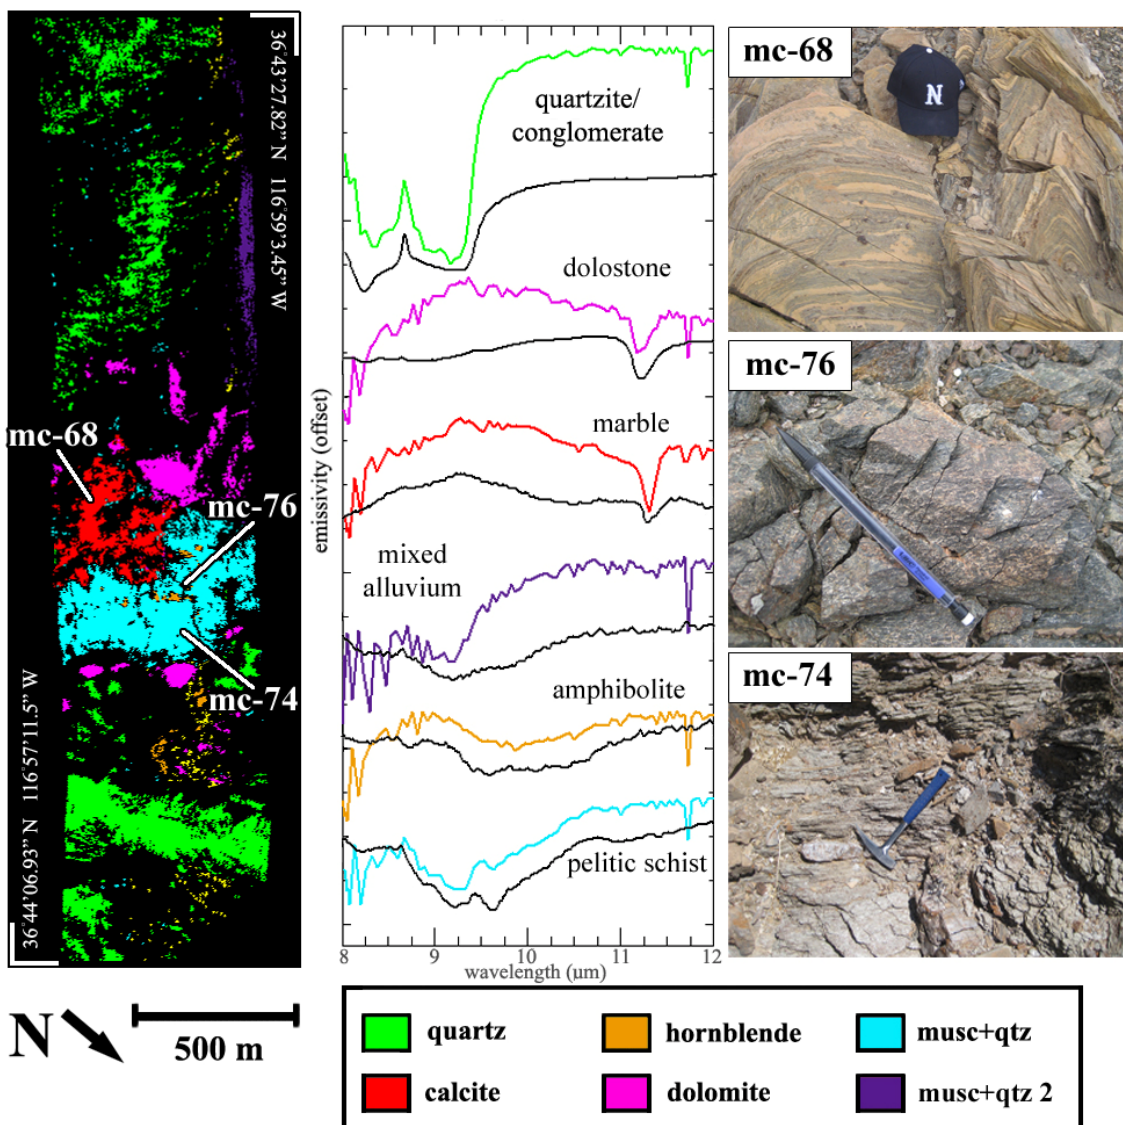 36°43'27.82" N 116°59'3.45" W
mc-68
mc-76
mc-74
36°44'06.93" N 116°57'11.5" W
N
500 m
emissivity (offset)
quartzite/
conglomerate
dolostone
marble
mixed
alluvium
amphibolite
pelitic schist
8 9 10 11 12
wavelength (µm)
mc-68
N
mc-76
mc-74
quartz
hornblende
musc+qtz
calcite
dolomite
musc+qtz 2